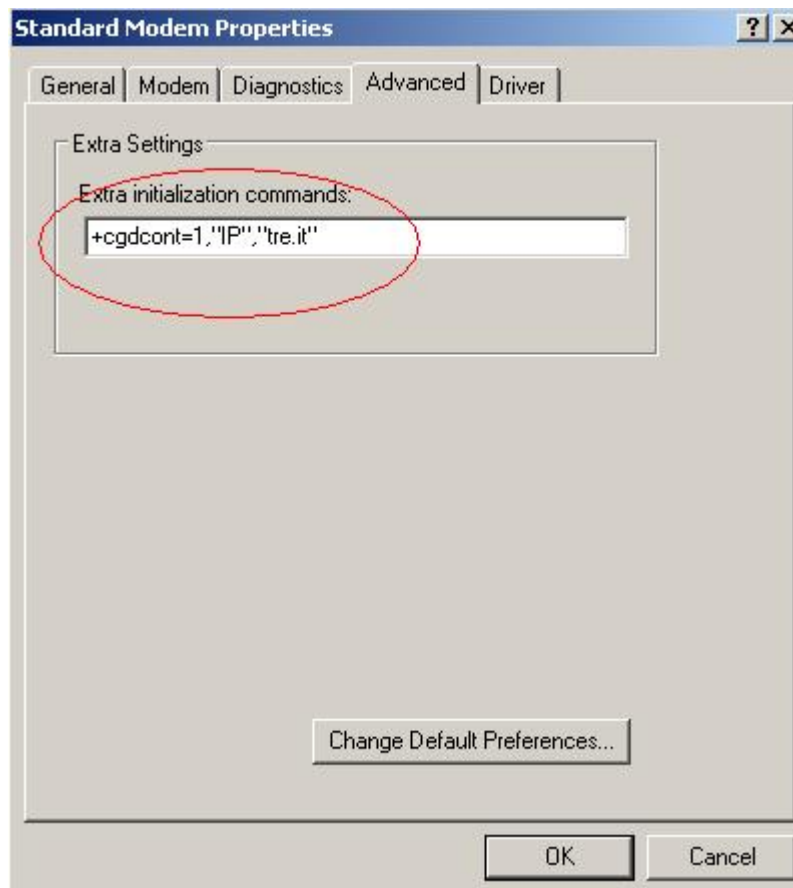 Standard Modem Properties
General Modem Diagnostics Advanced Driver
Extra Settings
Extra initialization commands:
+cgdcont=1,"IP","tre.it"
Change Default Preferences...
OK Cancel